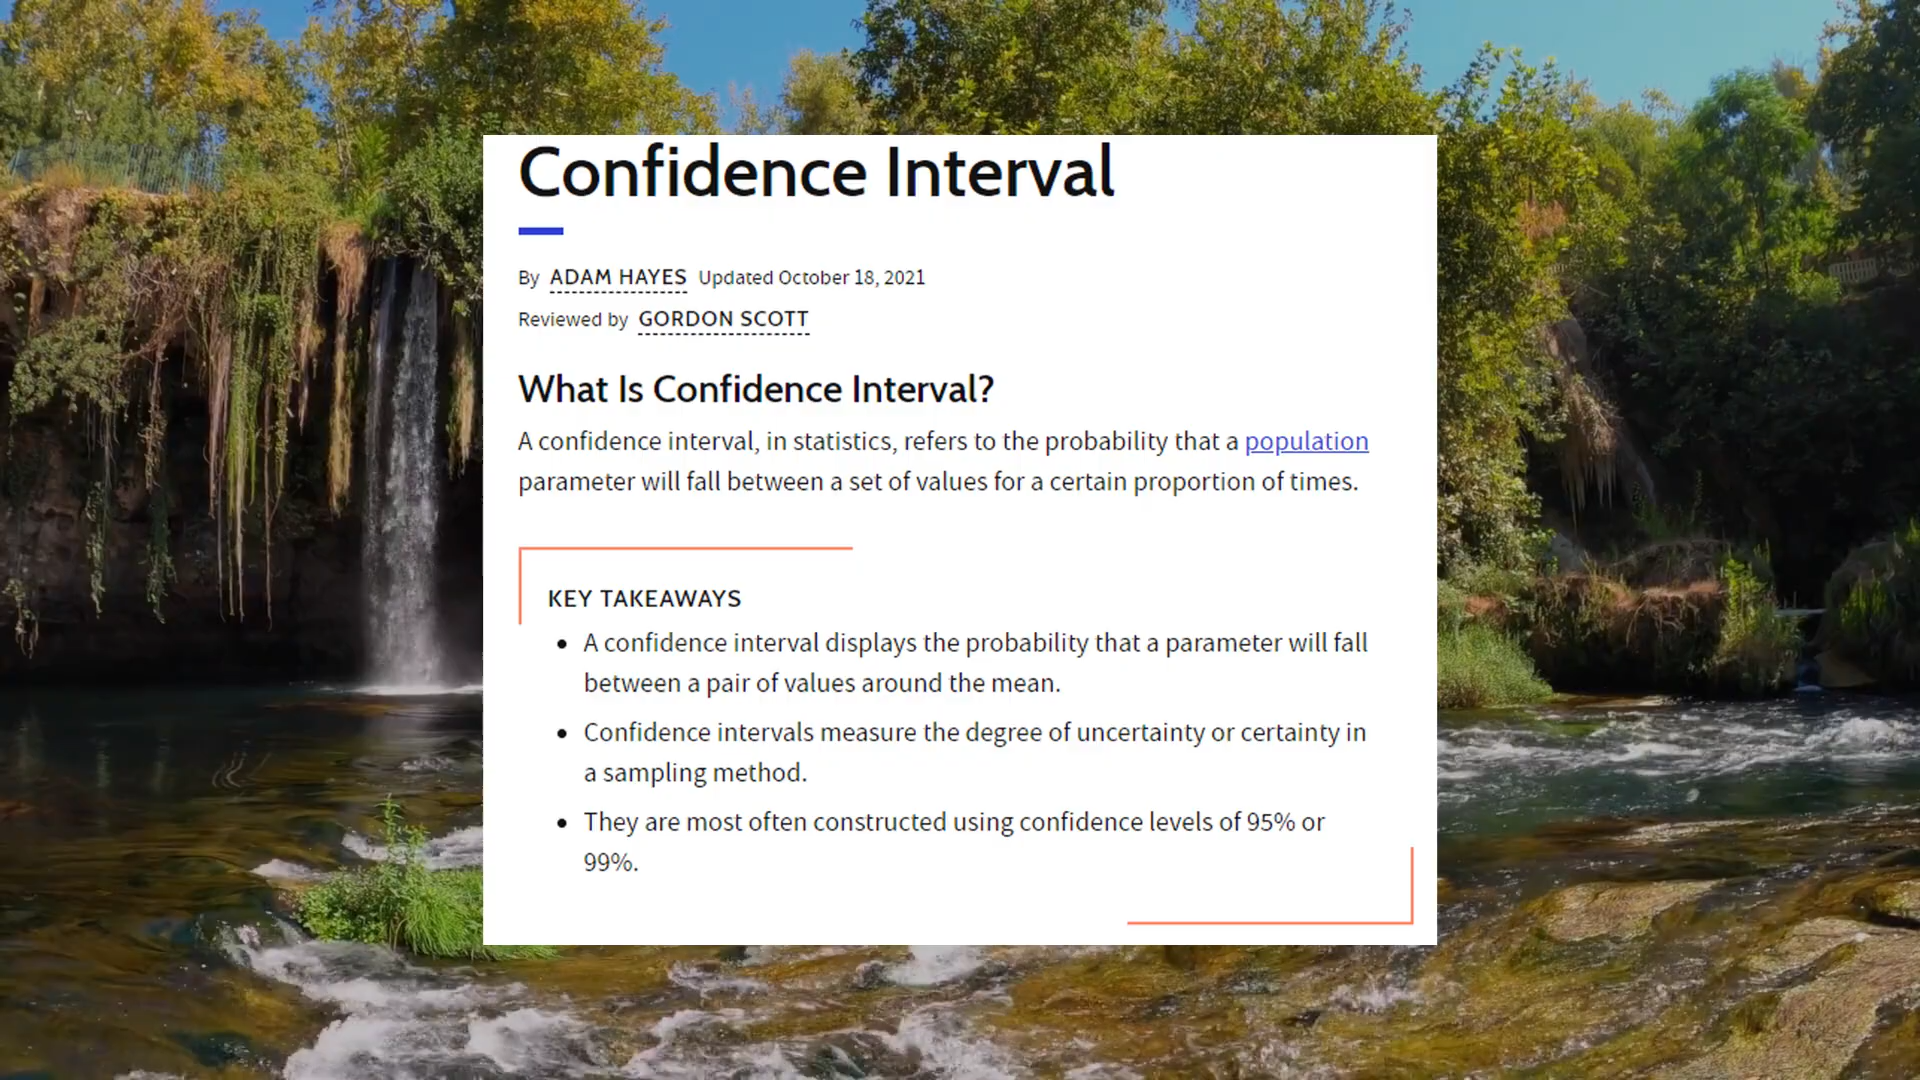 Confidence Interval
By ADAM HAYES Updated October 18, 2021
Reviewed by GORDON SCOTT
What Is Confidence Interval?
A confidence interval, in statistics, refers to the probability that a population
parameter will fall between a set of values for a certain proportion of times.
KEY TAKEAWAYS
• A confidence interval displays the probability that a parameter will fall
between a pair of values around the mean.
• Confidence intervals measure the degree of uncertainty or certainty in
a sampling method.
• They are most often constructed using confidence levels of 95% or
99%.